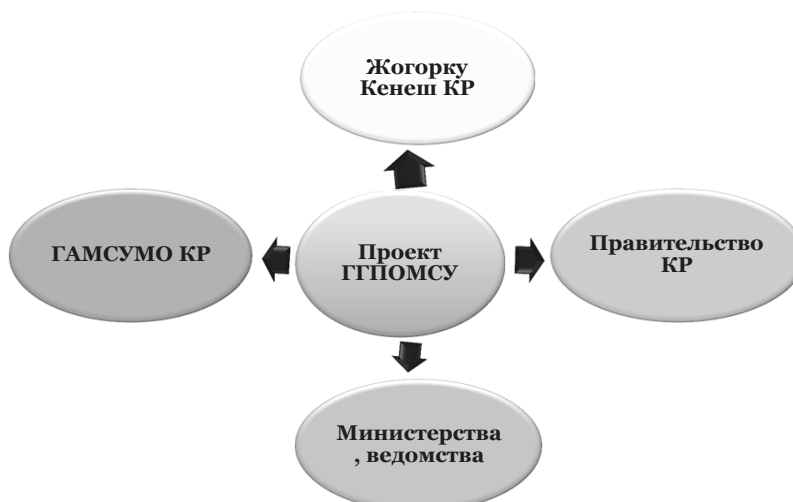 Жогорку
Кенеш КР
ГАМСУМО КР
Проект
ГГПОМСУ
Правительство
КР
Министерства
, ведомства